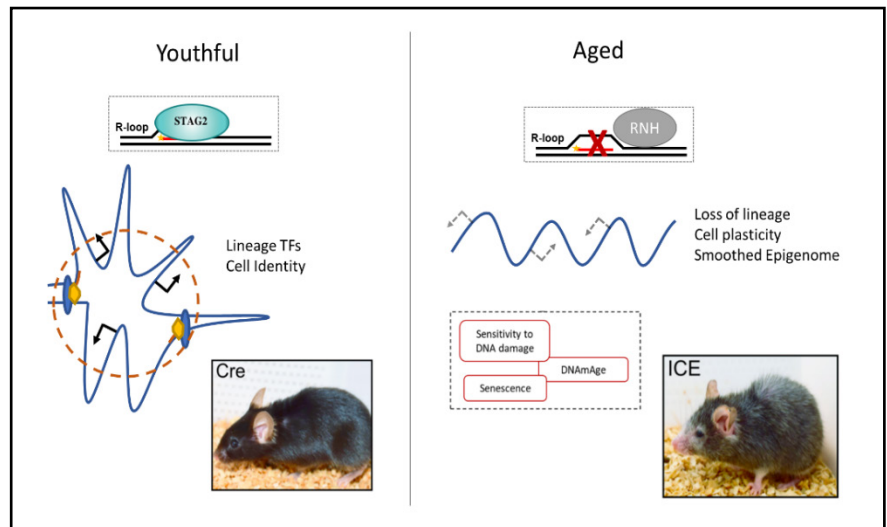 Youthful
STAG2
R-loop
Lineage TFs
Cell Identity
Cre
Aged
RNH
R-loop
X
Loss of lineage
Cell plasticity
Smoothed Epigenome
Sensitivity to
DNA damage
DNAmAge
Senescence
ICE